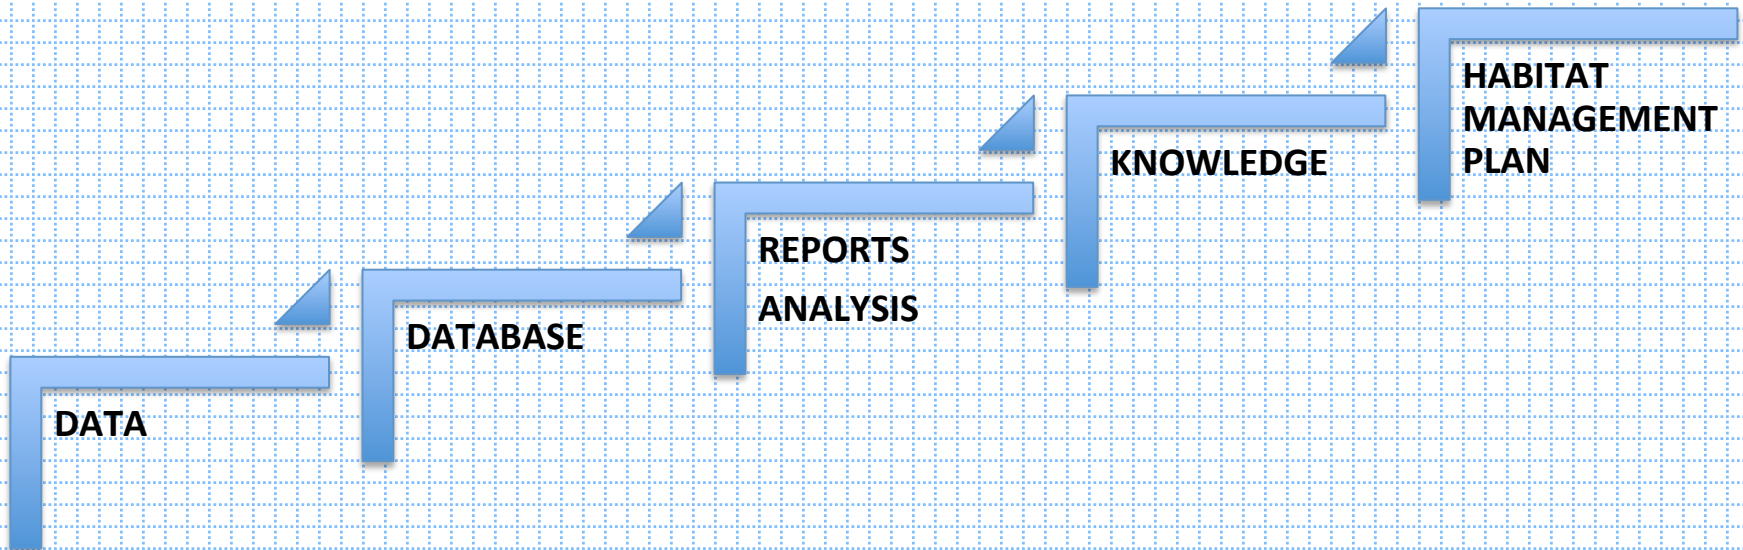 DATA
DATABASE
REPORTS
ANALYSIS
KNOWLEDGE
HABITAT
MANAGEMENT
PLAN